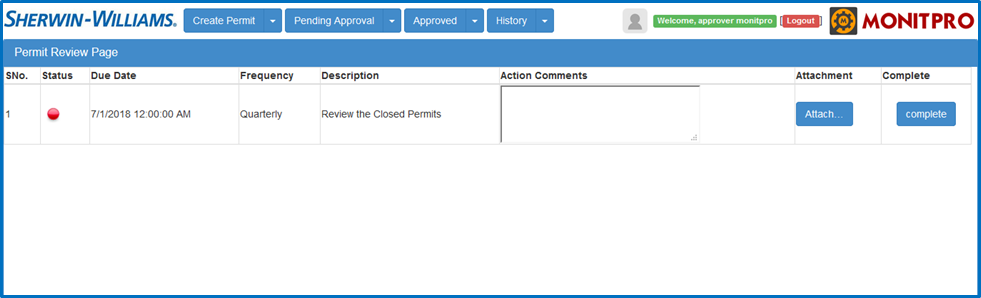 SHERWIN-WILLIAMS® Create Permit Pending Approval Approved History Welcome, approver monitpro [Logout] M MONITPRO
Permit Review Page
SNo. Status Due Date Frequency Description Action Comments Attachment Complete
1 7/1/2018 12:00:00 AM Quarterly Review the Closed Permits Attach... complete